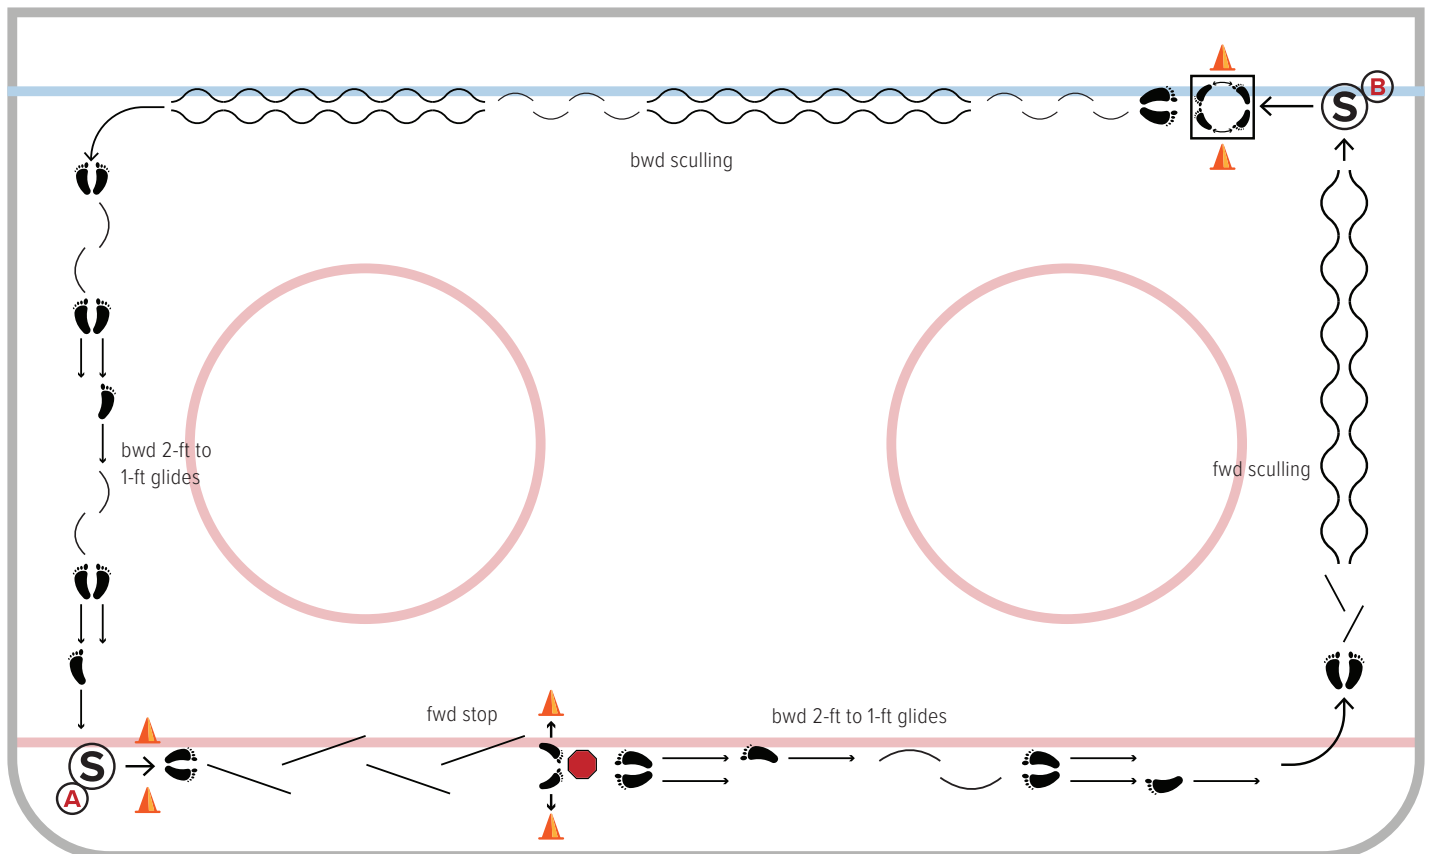 S B
bwd sculling
bwd 2-ft to
1-ft glides
fwd sculling
fwd stop
bwd 2-ft to 1-ft glides
S
A